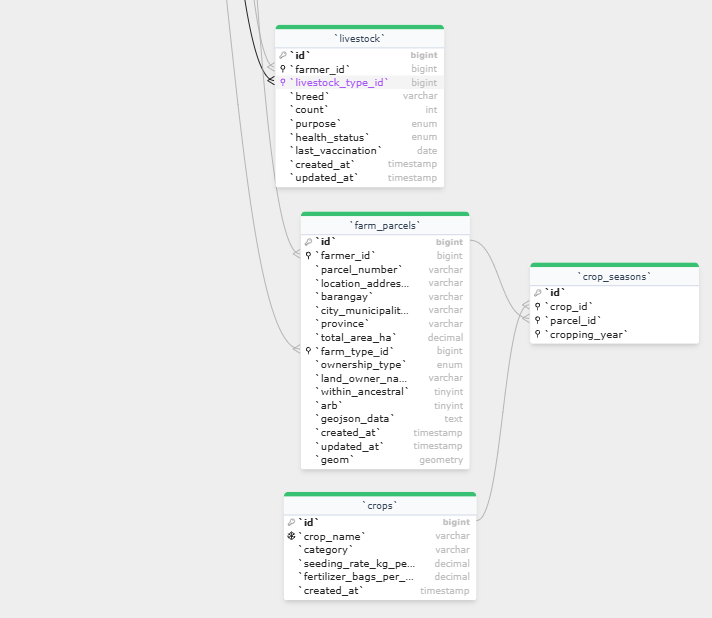 `livestock`
`id` bigint
`farmer_id` bigint
`livestock_type_id` bigint
`breed` varchar
`count` int
`purpose` enum
`health_status` enum
`last_vaccination` date
`created_at` timestamp
`updated_at` timestamp
`farm_parcels`
`id` bigint
`farmer_id` bigint
`parcel_number` varchar
`location_addres... varchar
`barangay` varchar
`city_municipalit... varchar
`province` varchar
`total_area_ha` decimal
`farm_type_id` bigint
`ownership_type` enum
`land_owner_na... varchar
`within_ancestral` tinyint
`arb` tinyint
`geojson_data` text
`created_at` timestamp
`updated_at` timestamp
`geom` geometry
`crop_seasons`
`id`
`crop_id`
`parcel_id`
`cropping_year`
`crops`
`id` bigint
`crop_name` varchar
`category` varchar
`seeding_rate_kg_pe... decimal
`fertilizer_bags_per_... decimal
`created_at` timestamp